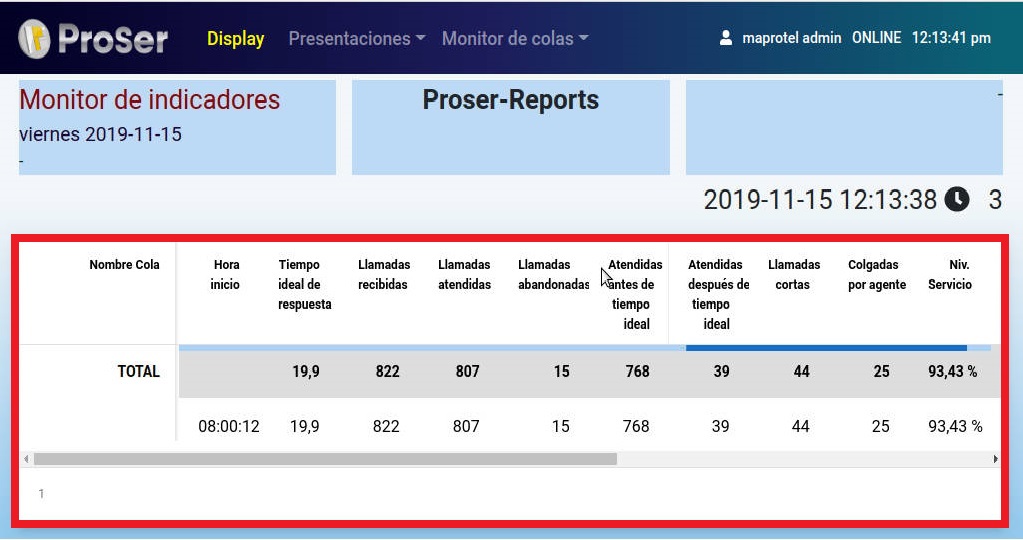 ProSer Display Presentaciones Monitor de colas maprotel admin ONLINE 12:13:41 pm
Monitor de indicadores
viernes 2019-11-15
-
Proser-Reports
-
2019-11-15 12:13:38 3
Nombre Cola
Hora
inicio
Tiempo
ideal de
respuesta
Llamadas
recibidas
Llamadas
atendidas
Llamadas
abandonadas
Atendidas
antes de
tiempo
ideal
Atendidas
después de
tiempo
ideal
Llamadas
cortas
Colgadas
por agente
Niv.
Servicio
TOTAL 19,9 822 807 15 768 39 44 25 93,43 %
08:00:12 19,9 822 807 15 768 39 44 25 93,43 %
1